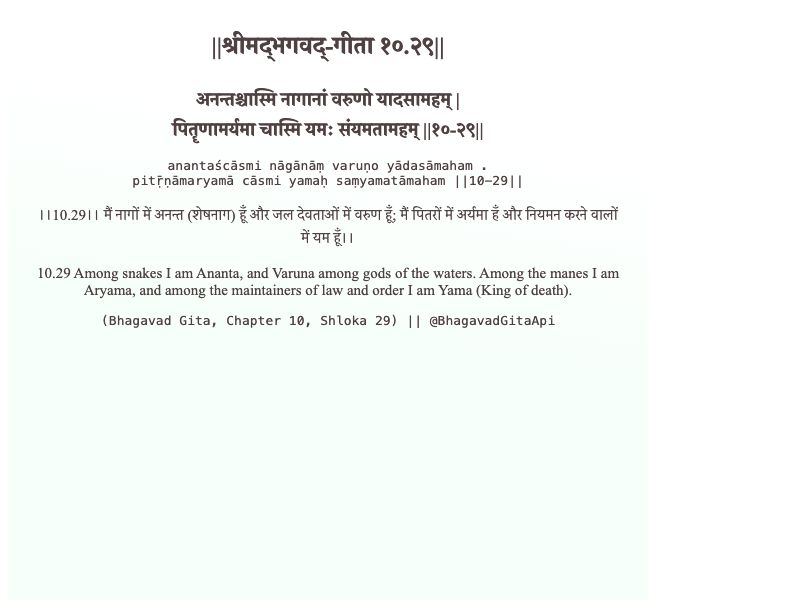 ||श्रीमद्‍भगवद्‍-गीता १०.२९||
अनन्तश्चास्मि नागानां वरुणो यादसामहम् |
पितॄणामर्यमा चास्मि यमः संयमतामहम् ||१०-२९||
anantaścāsmi nāgānāṃ varuṇo yādasāmaham .
pitṝṇāmaryamā cāsmi yamaḥ saṃyamatāmaham ||10-29||
।।10.29।। मैं नागों में अनन्त (शेषनाग) हूँ और जल देवताओं में वरुण हूँ; मैं पितरों में अर्यमा हँ और नियमन करने वालों
में यम हूँ।।
10.29 Among snakes I am Ananta, and Varuna among gods of the waters. Among the manes I am
Aryama, and among the maintainers of law and order I am Yama (King of death).
(Bhagavad Gita, Chapter 10, Shloka 29) || @BhagavadGitaApi